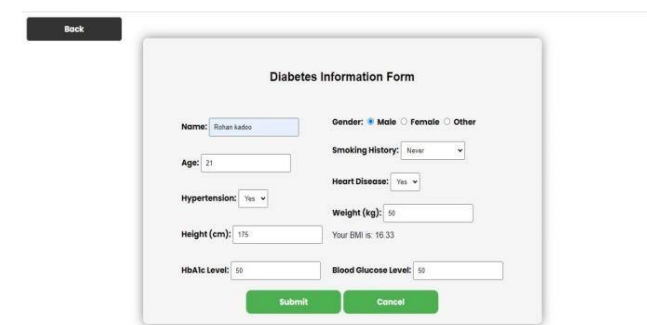 Back
Diabetes Information Form
Name: Rohan kadoo
Gender: Male Female Other
Smoking History: Never
Age: 21
Heart Disease: Yes
Hypertension: Yes
Weight (kg): 50
Height (cm): 175
Your BMI is: 16.33
HbA1c Level: 50
Blood Glucose Level: 50
Submit
Cancel